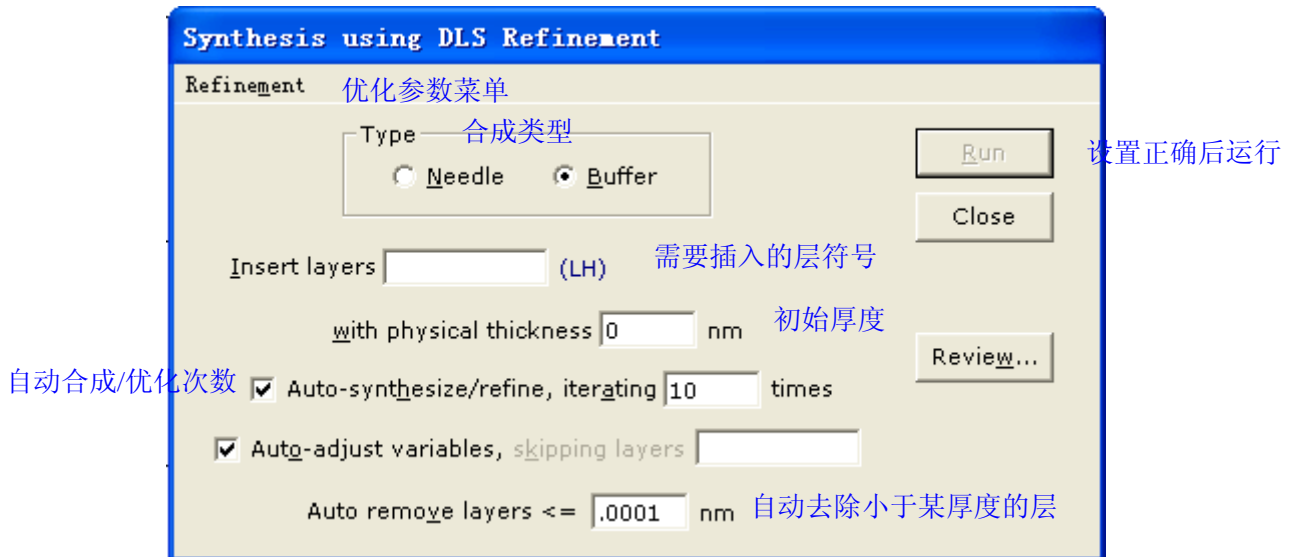 Synthesis using DLS Refinement
Refinement 优化参数菜单
Type 合成类型
Needle Buffer
Run 设置正确后运行
Close
Insert layers (LH) 需要插入的层符号
with physical thickness 0 nm 初始厚度
Review...
自动合成/优化次数 Auto-synthesize/refine, iterating 10 times
Auto-adjust variables, skipping layers
Auto remove layers <= .0001 nm 自动去除小于某厚度的层